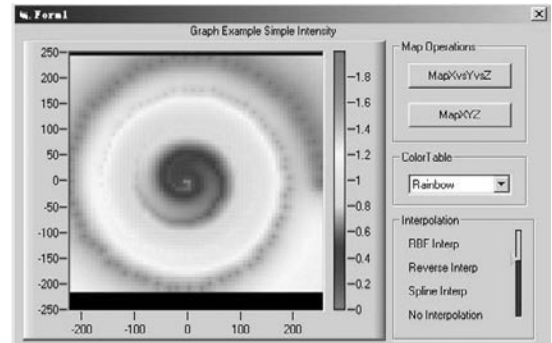 Form1
Graph Example Simple Intensity
250
200
150
100
50
0
-50
-100
-150
-200
-250
-200
-100
0
100
200
1.8
1.6
1.4
1.2
1
0.8
0.6
0.4
0.2
0
Map Operations
MapXvsYvsZ
MapXYZ
ColorTable
Rainbow
Interpolation
RBF Interp
Reverse Interp
Spline Interp
No Interpolation